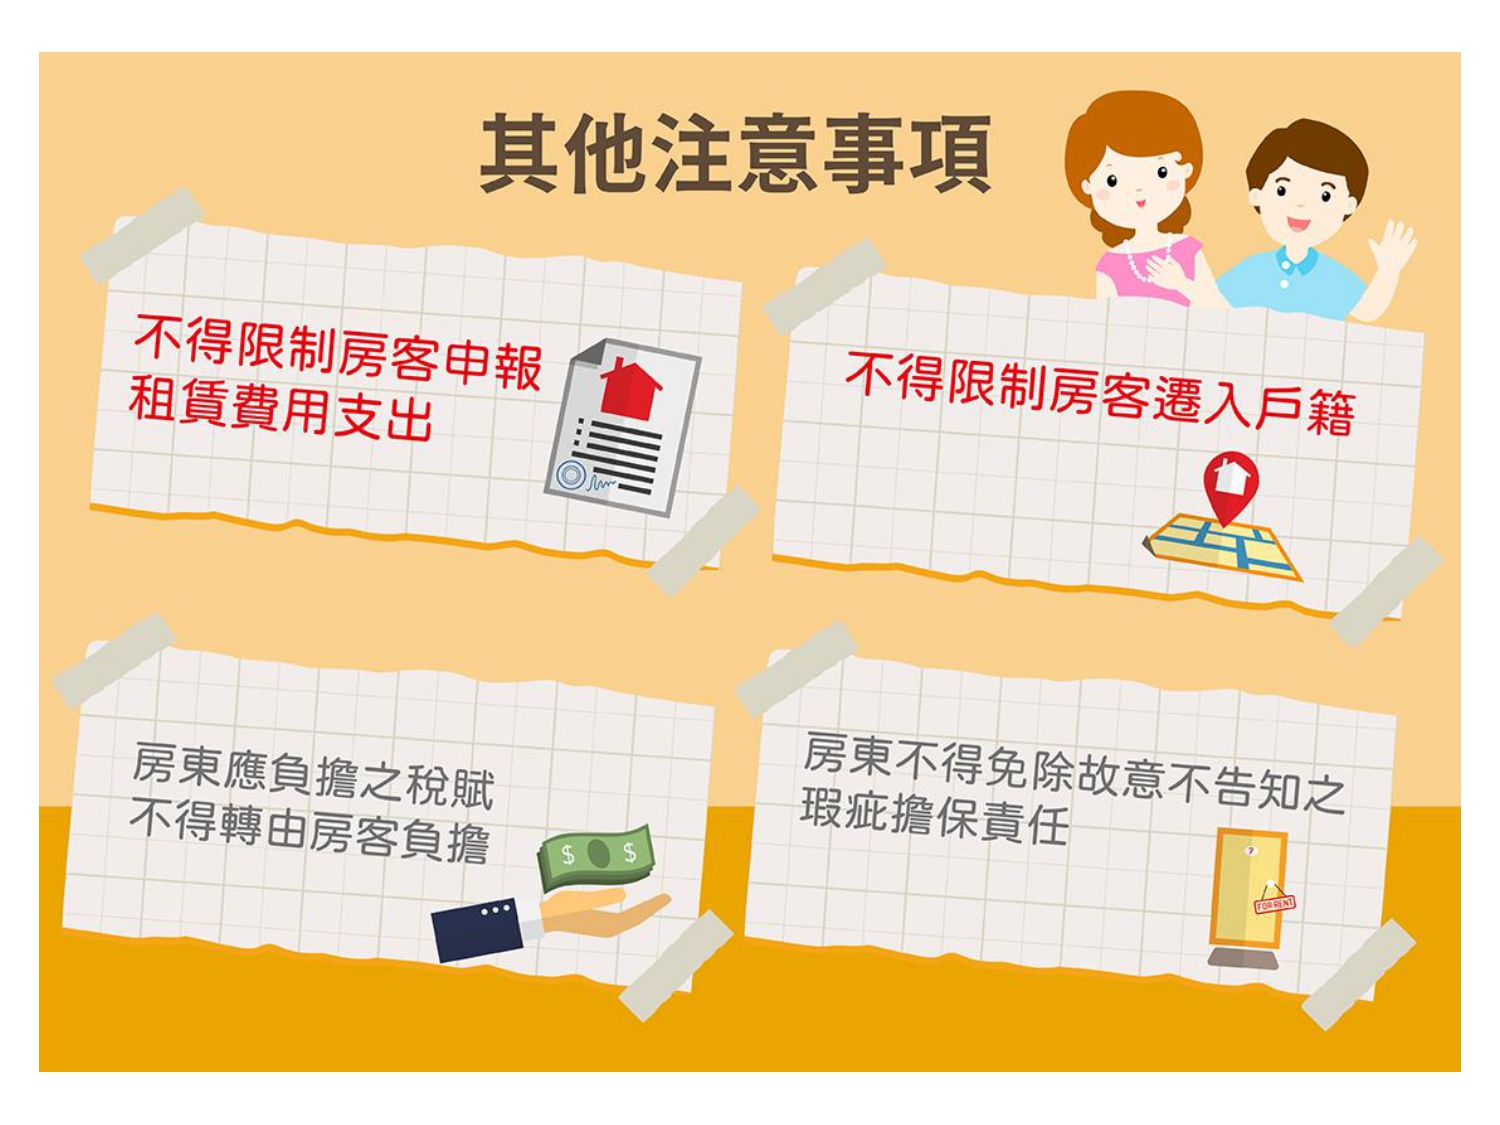 其他注意事項
不得限制房客申報
租賃費用支出
不得限制房客遷入戶籍
房東應負擔之稅賦
不得轉由房客負擔
$ $
房東不得免除故意不告知之
瑕疵擔保責任
7
FOR RENT